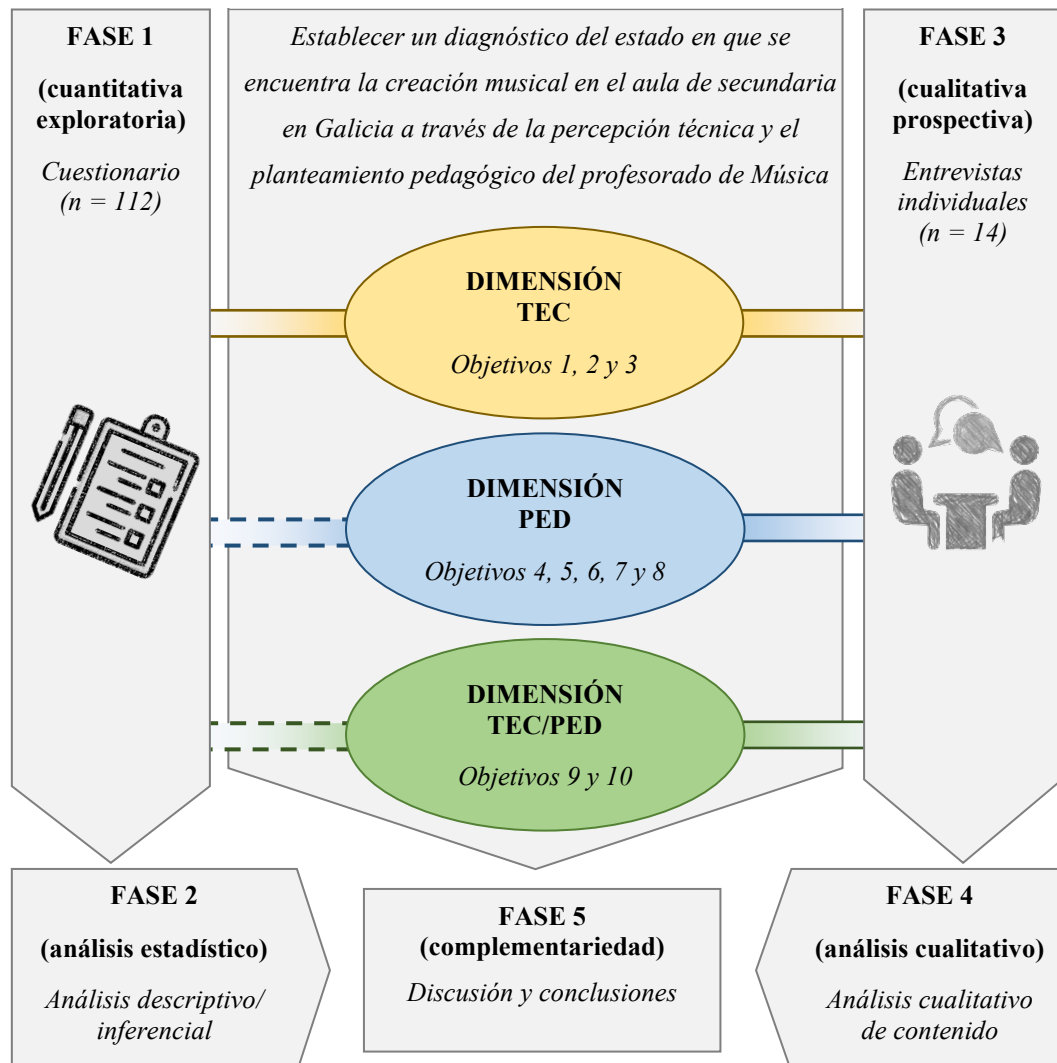 FASE 1
(cuantitativa
exploratoria)
Cuestionario
(n = 112)
Establecer un diagnóstico del estado en que se
encuentra la creación musical en el aula de secundaria
en Galicia a través de la percepción técnica y el
planteamiento pedagógico del profesorado de Música
FASE 3
(cualitativa
prospectiva)
Entrevistas
individuales
(n = 14)
DIMENSIÓN
TEC
Objetivos 1, 2 y 3
DIMENSIÓN
PED
Objetivos 4, 5, 6, 7 y 8
DIMENSIÓN
TEC/PED
Objetivos 9 y 10
FASE 2
(análisis estadístico)
Análisis descriptivo/
inferencial
FASE 5
(complementariedad)
Discusión y conclusiones
FASE 4
(análisis cualitativo)
Análisis cualitativo
de contenido